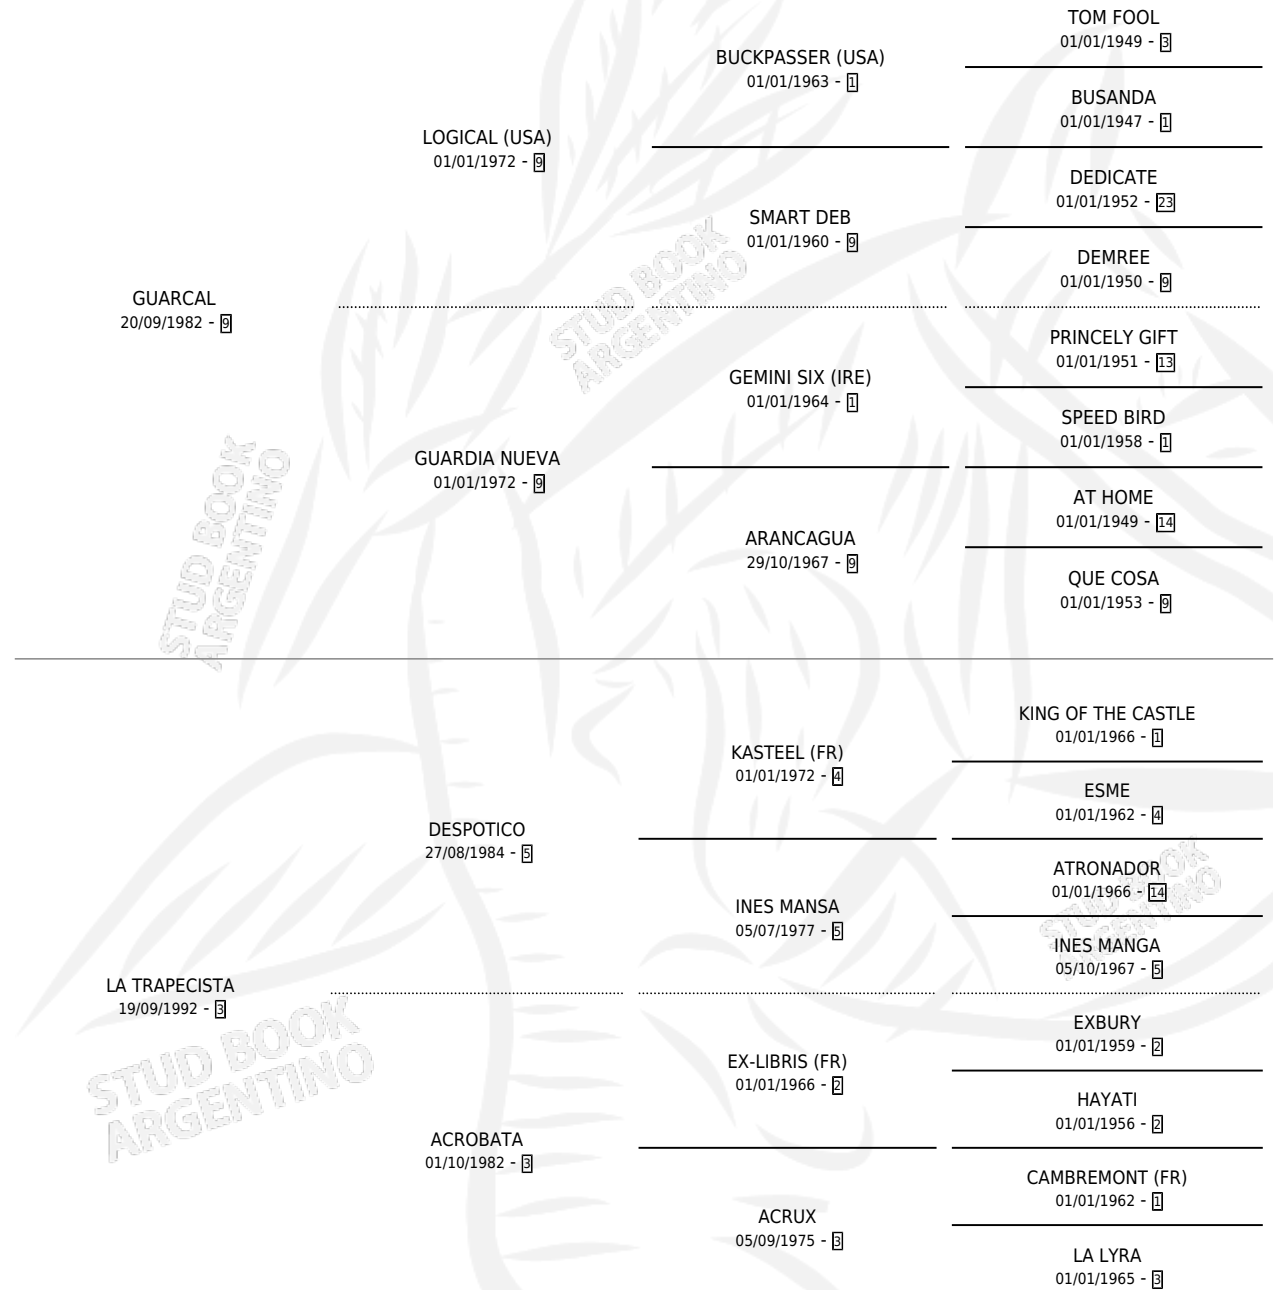 TOM FOOL
01/01/1949 - 3
BUCKPASSER (USA)
01/01/1963 - 1
BUSANDA
01/01/1947 - 1
LOGICAL (USA)
01/01/1972 - 9
DEDICATE
01/01/1952 - 23
SMART DEB
01/01/1960 - 9
DEMREE
01/01/1950 - 9
GUARCAL
20/09/1982 - 9
STUD BOOK
ARGENTINO
PRINCELY GIFT
01/01/1951 - 13
GEMINI SIX (IRE)
01/01/1964 - 1
SPEED BIRD
01/01/1958 - 1
GUARDIA NUEVA
01/01/1972 - 9
AT HOME
01/01/1949 - 14
ARANCAGUA
29/10/1967 - 9
QUE COSA
01/01/1953 - 9
STUD BOOK
ARGENTINO
KING OF THE CASTLE
01/01/1966 - 1
KASTEEL (FR)
01/01/1972 - 4
ESME
01/01/1962 - 4
DESPOTICO
27/08/1984 - 5
ATRONADOR
01/01/1966 - 14
INES MANSA
05/07/1977 - 5
INES MANGA
05/10/1967 - 5
STUD BOOK
ARGENTINO
LA TRAPECISTA
19/09/1992 - 3
STUD BOOK
ARGENTINO
EXBURY
01/01/1959 - 2
EX-LIBRIS (FR)
01/01/1966 - 2
HAYATI
01/01/1956 - 2
ACROBATA
01/10/1982 - 3
CAMBREMONT (FR)
01/01/1962 - 1
ACRUX
05/09/1975 - 3
LA LYRA
01/01/1965 - 3